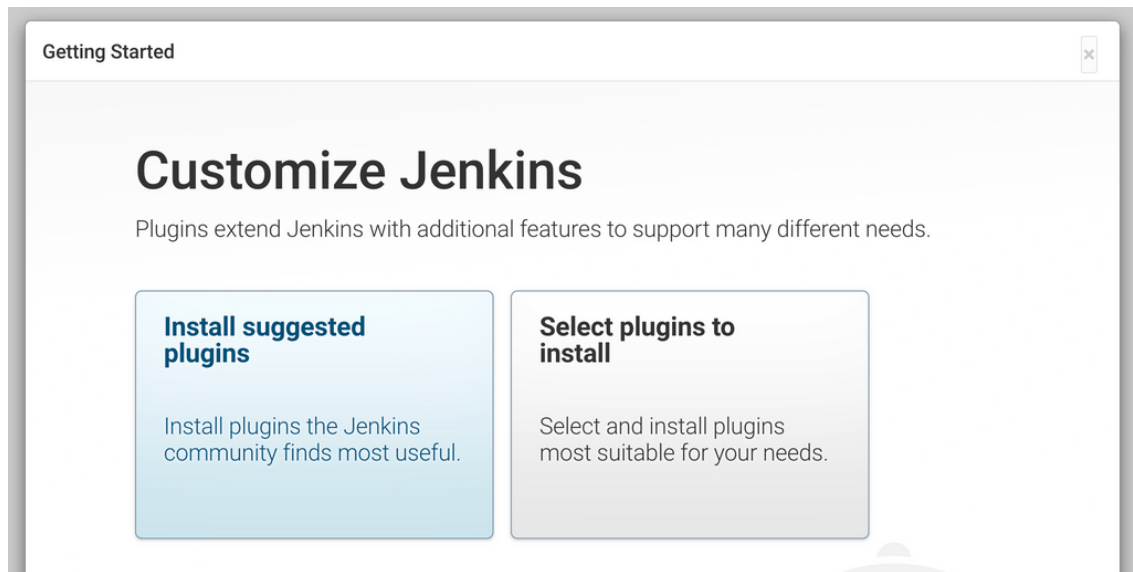 Getting Started
×
Customize Jenkins
Plugins extend Jenkins with additional features to support many different needs.
Install suggested
plugins
Install plugins the Jenkins
community finds most useful.
Select plugins to
install
Select and install plugins
most suitable for your needs.